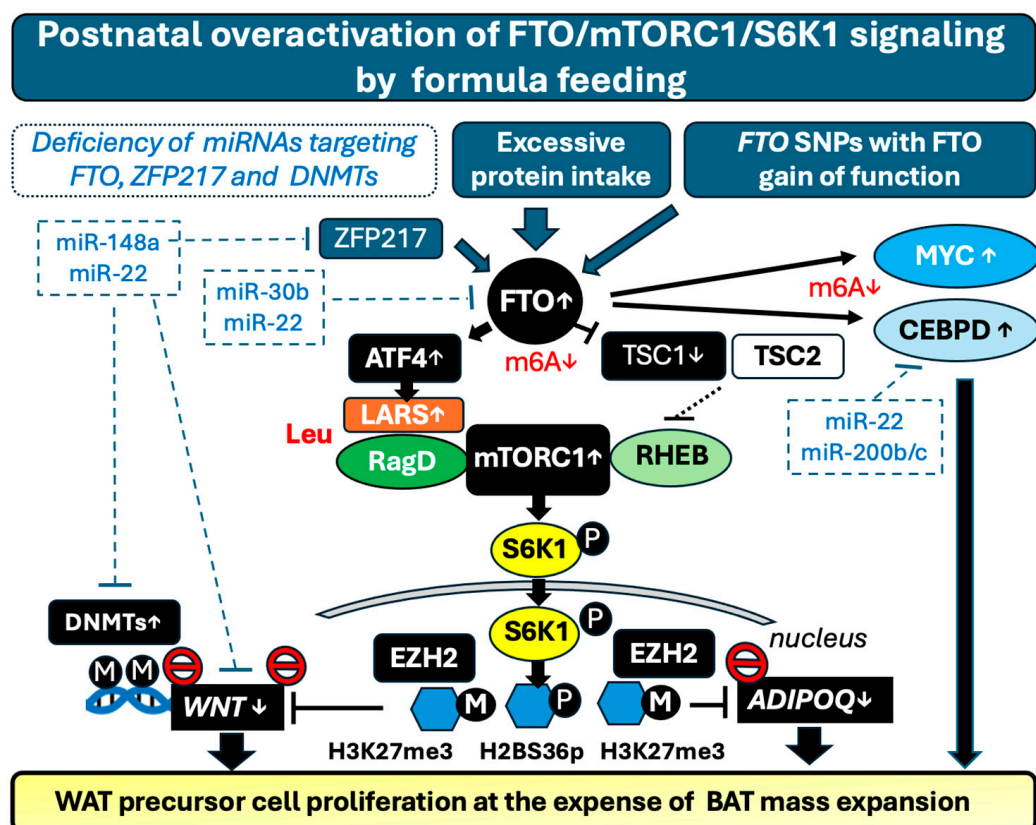 Postnatal overactivation of FTO/mTORC1/S6K1 signaling
by formula feeding
Deficiency of miRNAs targeting
FTO, ZFP217 and DNMTs
Excessive
protein intake
FTO SNPs with FTO
gain of function
miR-148a
miR-22
ZFP217
miR-30b
miR-22
FTO↑
m6A↓
MYC ↑
m6A↓
CEBPD ↑
ATF4↑
TSC1↓
TSC2
LARS↑
Leu
RagD
mTORC1↑
RHEB
miR-22
miR-200b/c
S6K1
P
S6K1
P
nucleus
DNMTs↑
M M
WNT ↓
EZH2
M
H3K27me3
P
H2BS36p
EZH2
M
H3K27me3
ADIPOQ↓
WAT precursor cell proliferation at the expense of BAT mass expansion